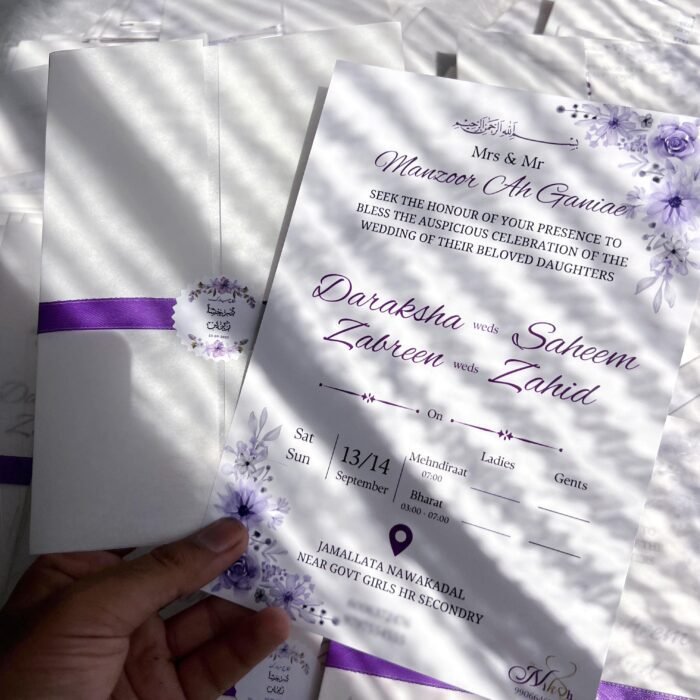 بسم الله الرحمن الرحيم
Mrs & Mr
Manzoor Ah Ganiae
SEEK THE HONOUR OF YOUR PRESENCE TO
BLESS THE AUSPICIOUS CELEBRATION OF THE
WEDDING OF THEIR BELOVED DAUGHTERS
Daraksha weds Saheem
Zabreen weds Zahid
On
Sat
Sun
13/14
September
Mehndiraat
07:00
Bharat
03:00 - 07:00
Ladies
Gents
JAMALLATA NAWAKADAL
NEAR GOVT GIRLS HR SECONDRY
Nikah